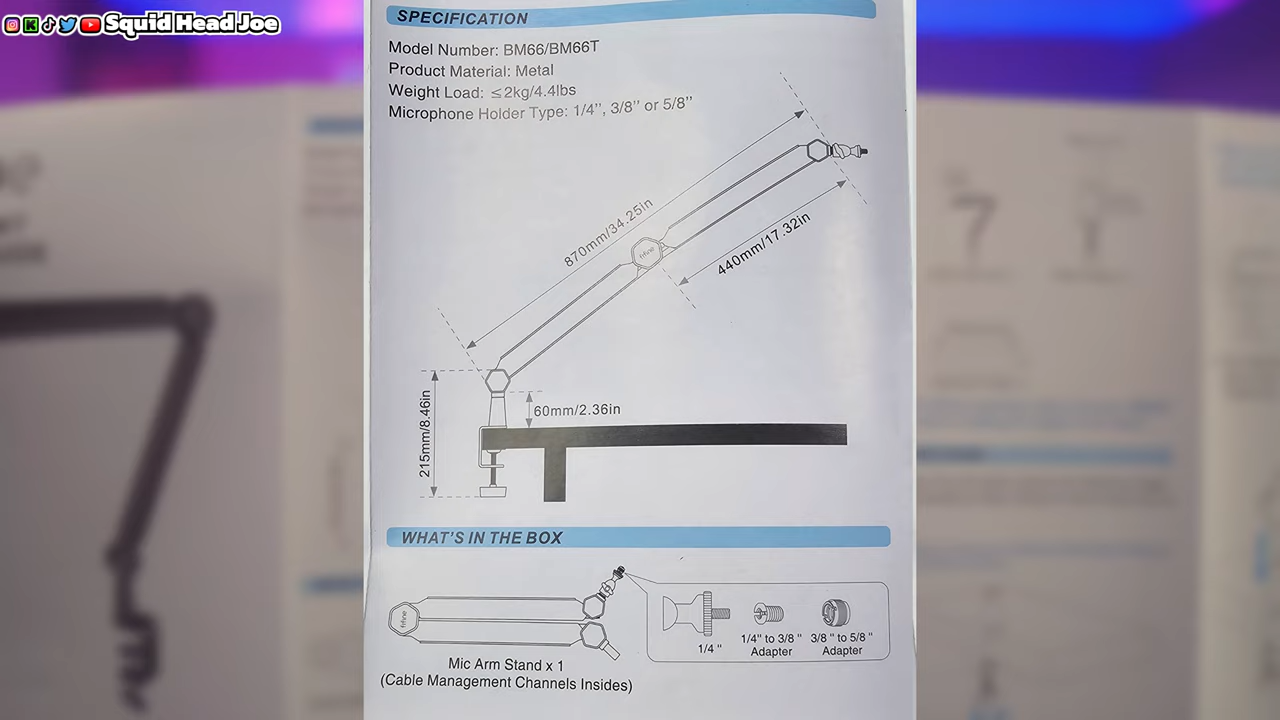 Squid Head Joe
SPECIFICATION
Model Number: BM66/BM66T
Product Material: Metal
Weight Load: ≤2kg/4.4lbs
Microphone Holder Type: 1/4'', 3/8'' or 5/8''
870mm/34.25in
fifine
440mm/17.32in
215mm/8.46in
60mm/2.36in
WHAT'S IN THE BOX
fifine
1/4 "
1/4" to 3/8 "
Adapter
3/8 " to 5/8 "
Adapter
Mic Arm Stand x 1
(Cable Management Channels Insides)